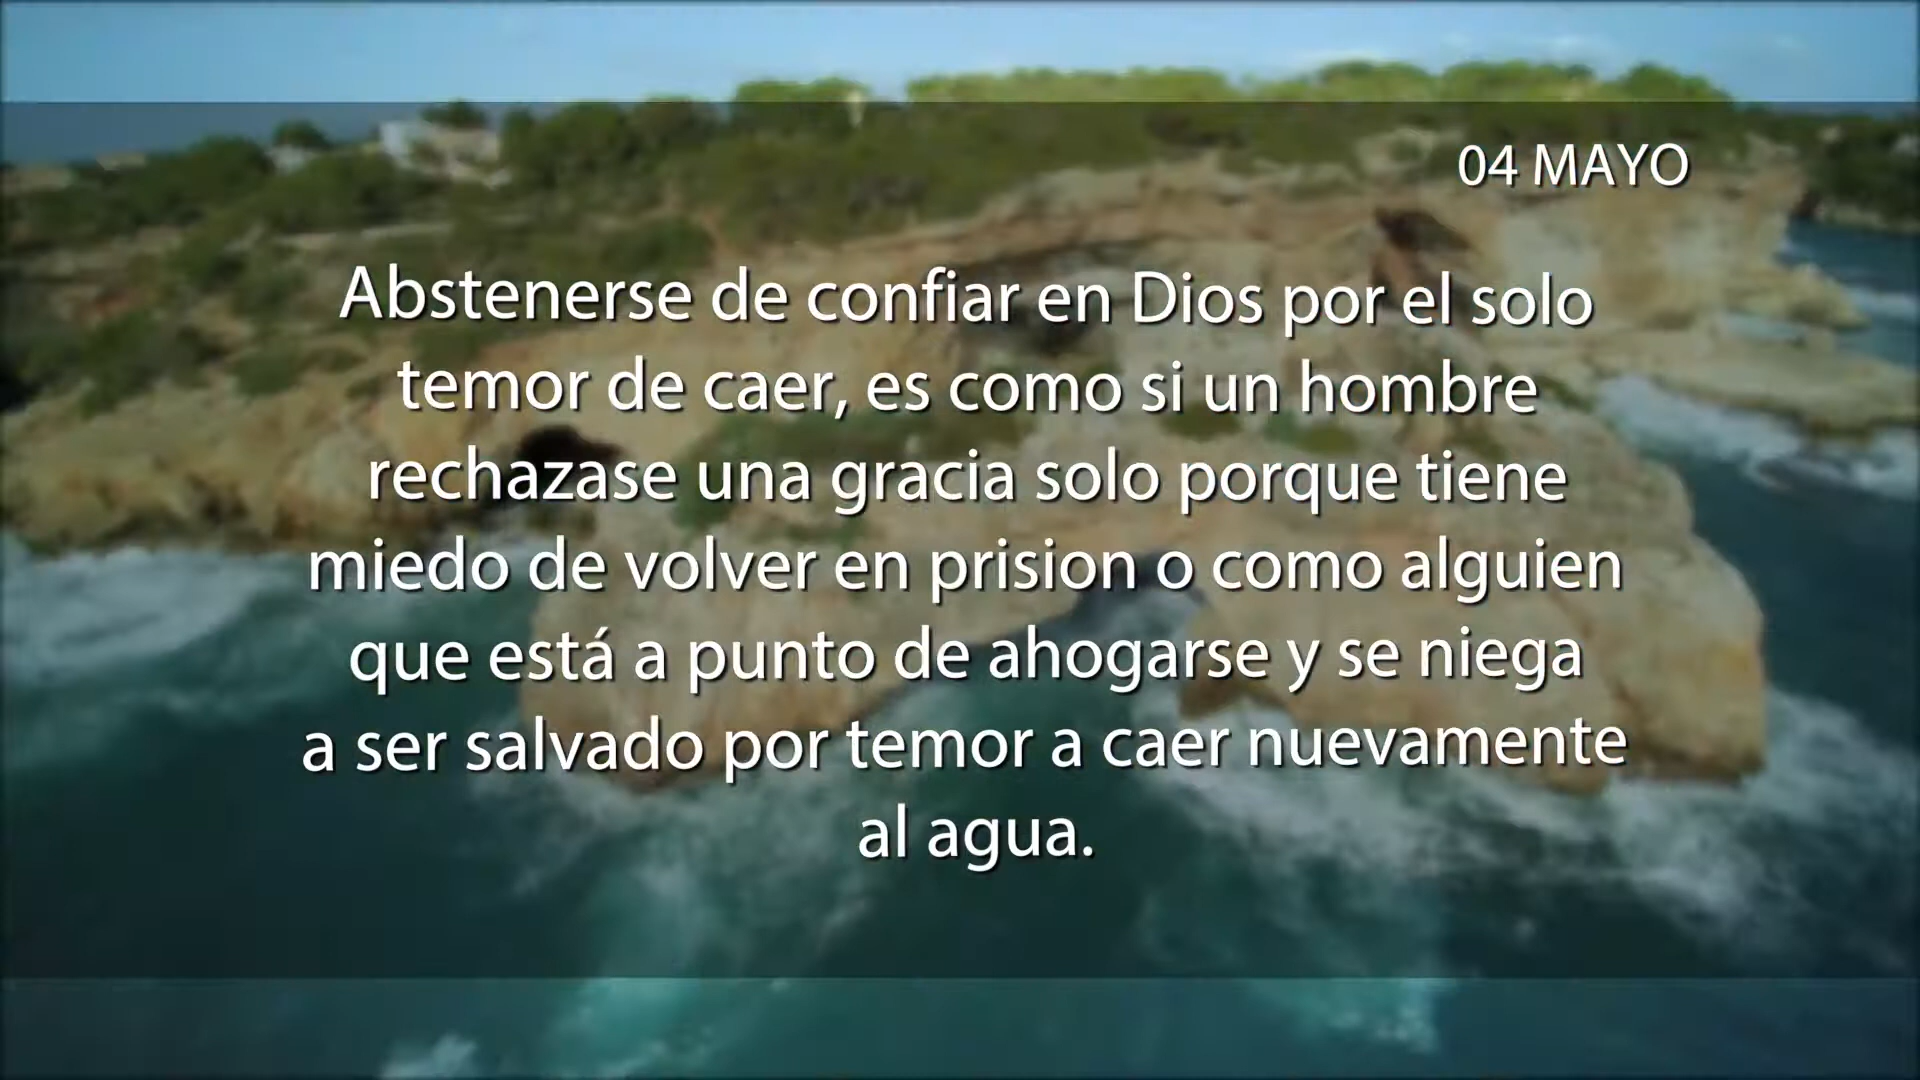 04 MAYO
Abstenerse de confiar en Dios por el solo
temor de caer, es como si un hombre
rechazase una gracia solo porque tiene
miedo de volver en prision o como alguien
que está a punto de ahogarse y se niega
a ser salvado por temor a caer nuevamente
al agua.